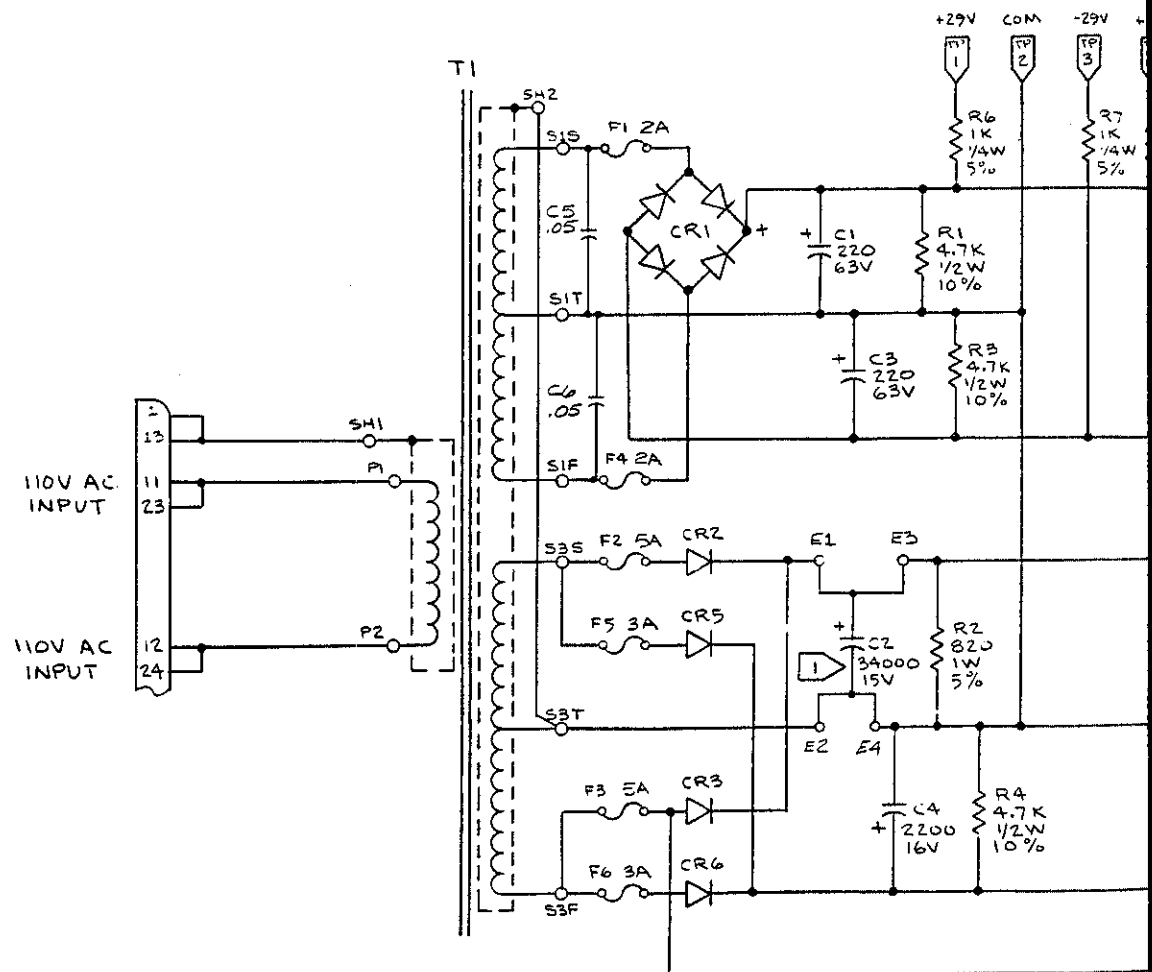 +29V COM -29V +
TP 1
TP 2
TP 3
T1
SH2
S1S F1 2A
R6 1K 1/4W 5%
R7 1K 1/4W 5%
C5 .05
CR1 +
+ C1 220 63V
R1 4.7K 1/2W 10%
S1T
+ C3 220 63V
R3 4.7K 1/2W 10%
C6 .05
1
13
SH1
S1F F4 2A
110V AC INPUT
11
23
P1
S3S F2 5A CR2 E1 E3
F5 3A CR5
+ C2 34000 15V
1
R2 820 1W 5%
110V AC INPUT
12
24
P2
S3T
E2 E4
F3 5A CR3
+ C4 2200 16V
R4 4.7K 1/2W 10%
F6 3A CR6
S3F